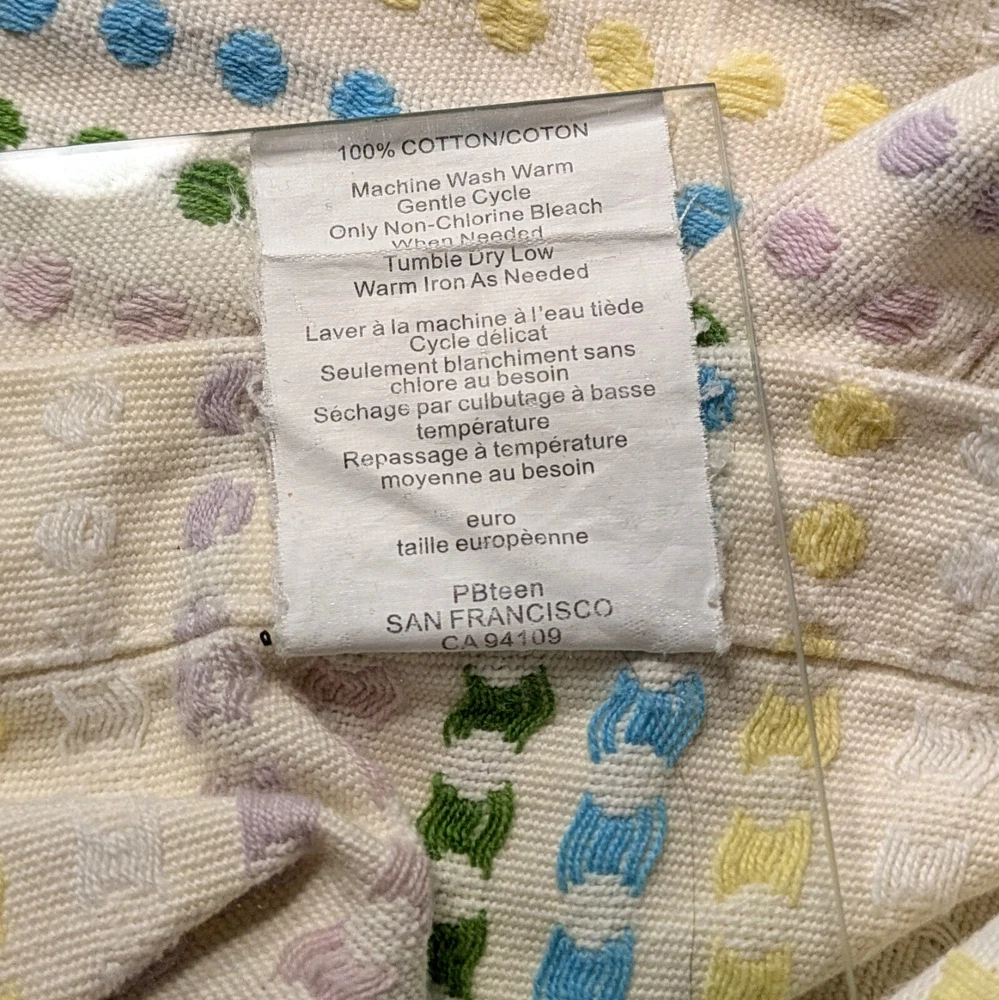 100% COTTON/COTON
Machine Wash Warm
Gentle Cycle
Only Non-Chlorine Bleach
When Needed
Tumble Dry Low
Warm Iron As Needed
Laver à la machine à l'eau tiède
Cycle délicat
Seulement blanchiment sans
chlore au besoin
Séchage par culbutage à basse
température
Repassage à température
moyenne au besoin
euro
taille europèenne
PBteen
SAN FRANCISCO
CA 94109